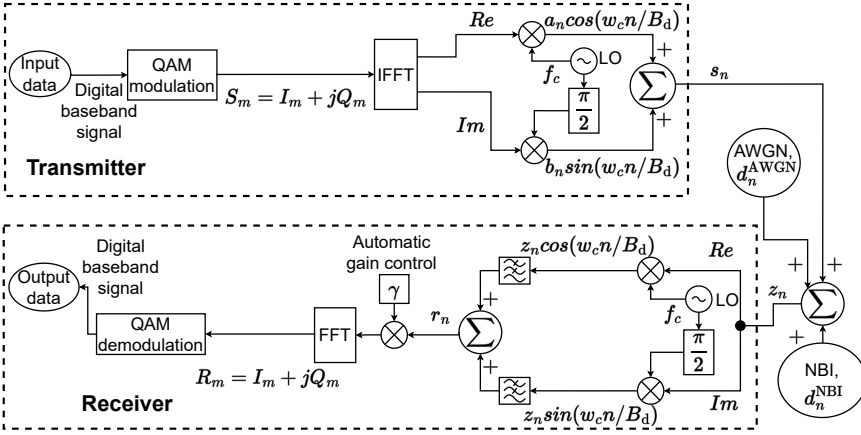 Input
data
Digital
baseband
signal
QAM
modulation
S_m = I_m + jQ_m
IFFT
Re
Im
a_n cos(w_c n/B_d)
LO
f_c
π/2
b_n sin(w_c n/B_d)
+
+
Σ
s_n
Transmitter
AWGN,
d_n^AWGN
+
+
+
Σ
z_n
NBI,
d_n^NBI
Re
Im
LO
f_c
π/2
z_n cos(w_c n/B_d)
z_n sin(w_c n/B_d)
+
+
Σ
r_n
Automatic
gain control
γ
FFT
R_m = I_m + jQ_m
QAM
demodulation
Digital
baseband
signal
Output
data
Receiver